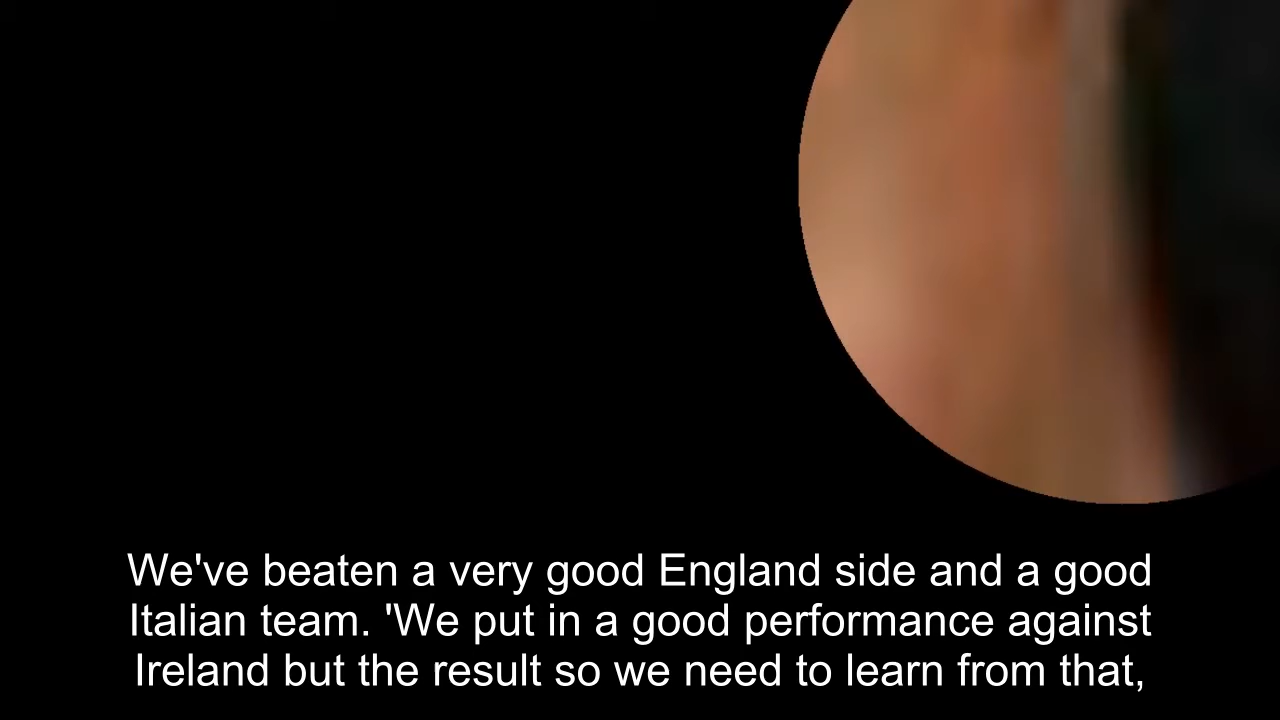 We've beaten a very good England side and a good
Italian team. 'We put in a good performance against
Ireland but the result so we need to learn from that,